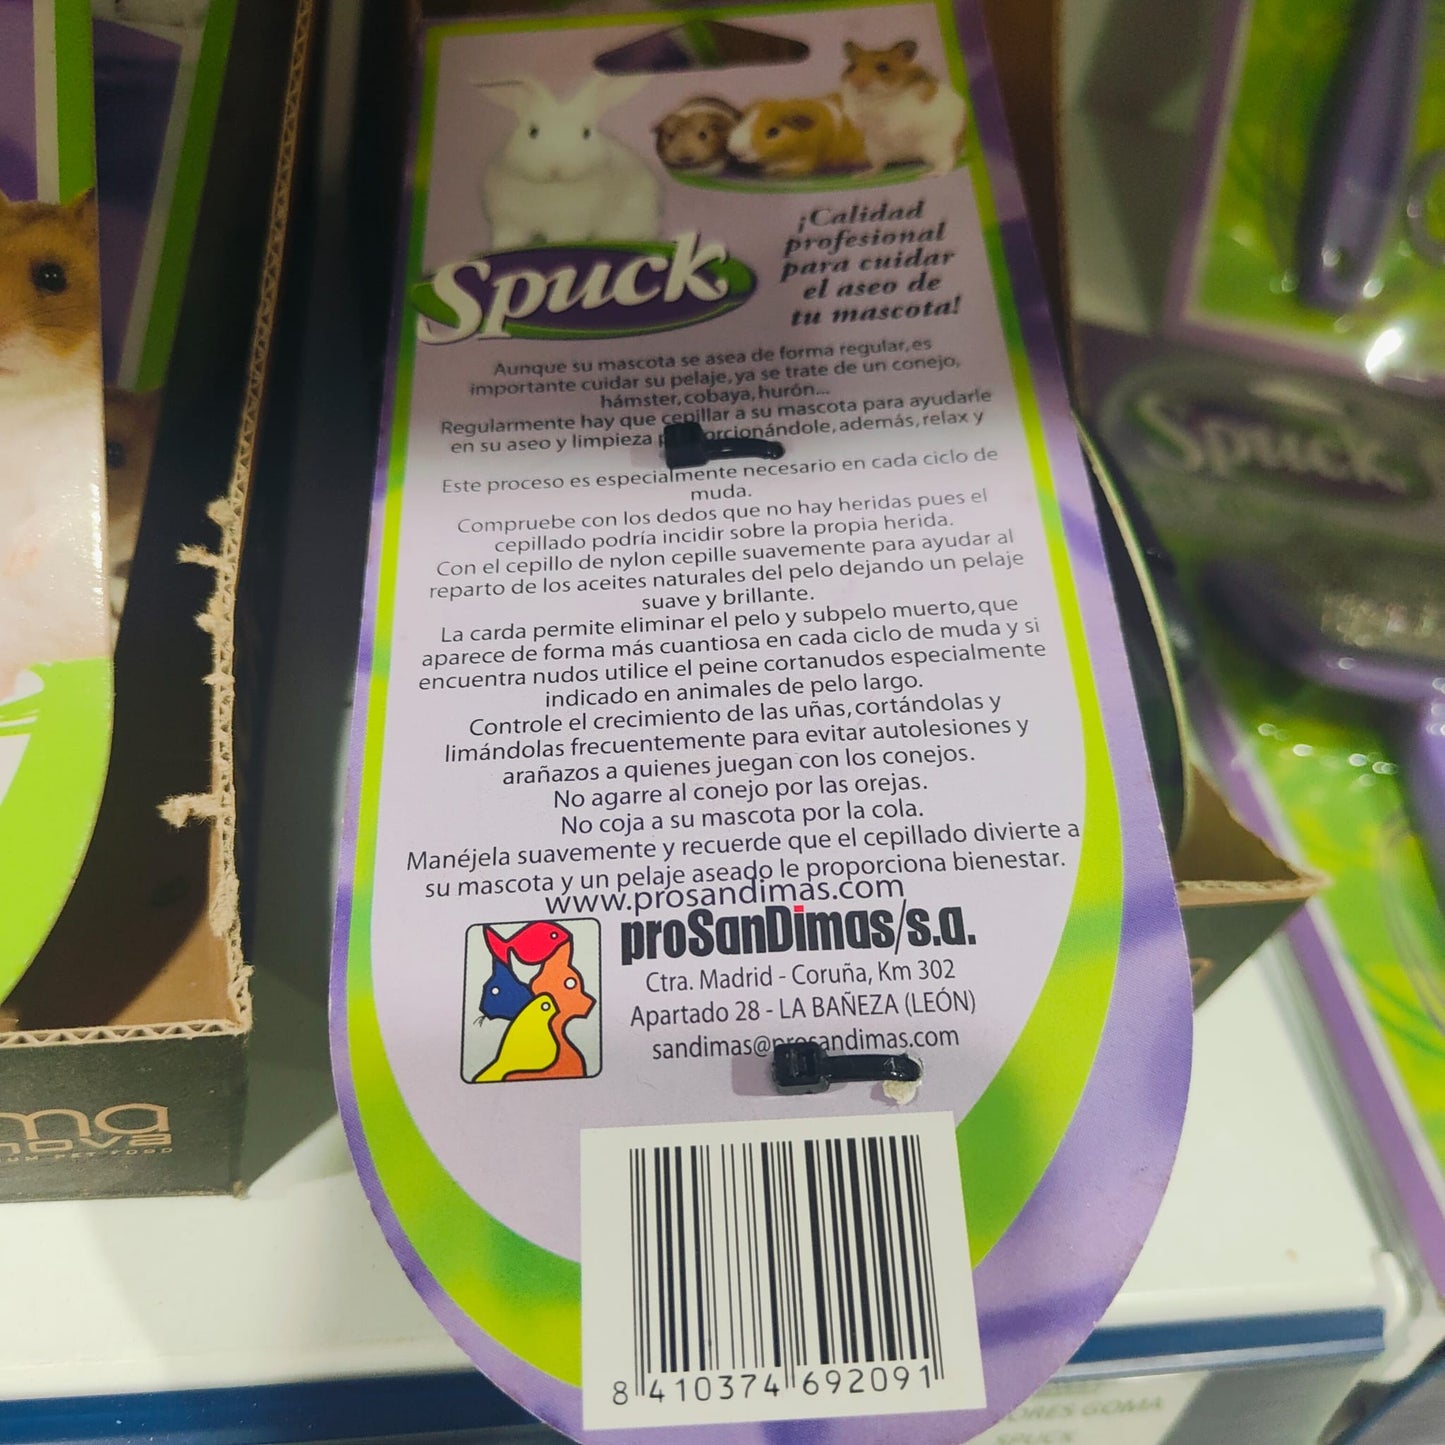 Spuck
¡Calidad
profesional
para cuidar
el aseo de
tu mascota!
Aunque su mascota se asea de forma regular, es
importante cuidar su pelaje, ya se trate de un conejo,
hámster, cobaya, hurón...
Regularmente hay que cepillar a su mascota para ayudarle
en su aseo y limpieza además, relax y
Este proceso es especialmente necesario en cada ciclo de
muda.
Compruebe con los dedos que no hay heridas pues el
cepillado podría incidir sobre la propia herida.
Con el cepillo de nylon cepille suavemente para ayudar al
reparto de los aceites naturales del pelo dejando un pelaje
suave y brillante.
La carda permite eliminar el pelo y subpelo muerto, que
aparece de forma más cuantiosa en cada ciclo de muda y si
encuentra nudos utilice el peine cortanudos especialmente
indicado en animales de pelo largo.
Controle el crecimiento de las uñas, cortándolas y
limándolas frecuentemente para evitar autolesiones y
arañazos a quienes juegan con los conejos.
No agarre al conejo por las orejas.
No coja a su mascota por la cola.
Manéjela suavemente y recuerde que el cepillado divierte a
su mascota y un pelaje aseado le proporciona bienestar.
www.prosandimas.com
proSanDimas/s.a.
Ctra. Madrid - Coruña, Km 302
Apartado 28 - LA BAÑEZA (LEÓN)
sandimas@prosandimas.com
8 410374 692091
Spuck
GOMA
SPUCK